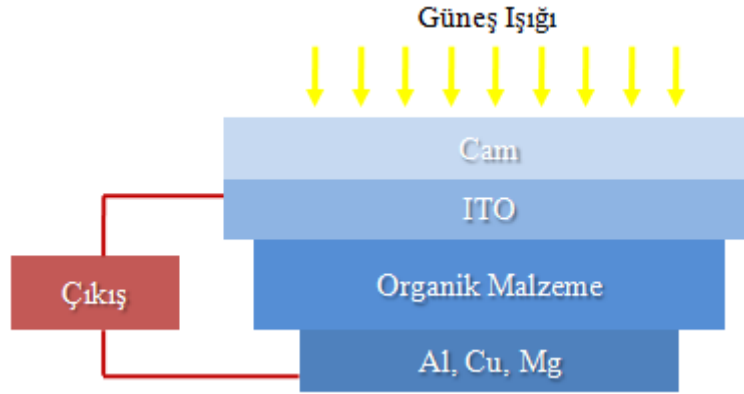 Güneş Işığı
Cam
ITO
Organik Malzeme
Çıkış
Al, Cu, Mg